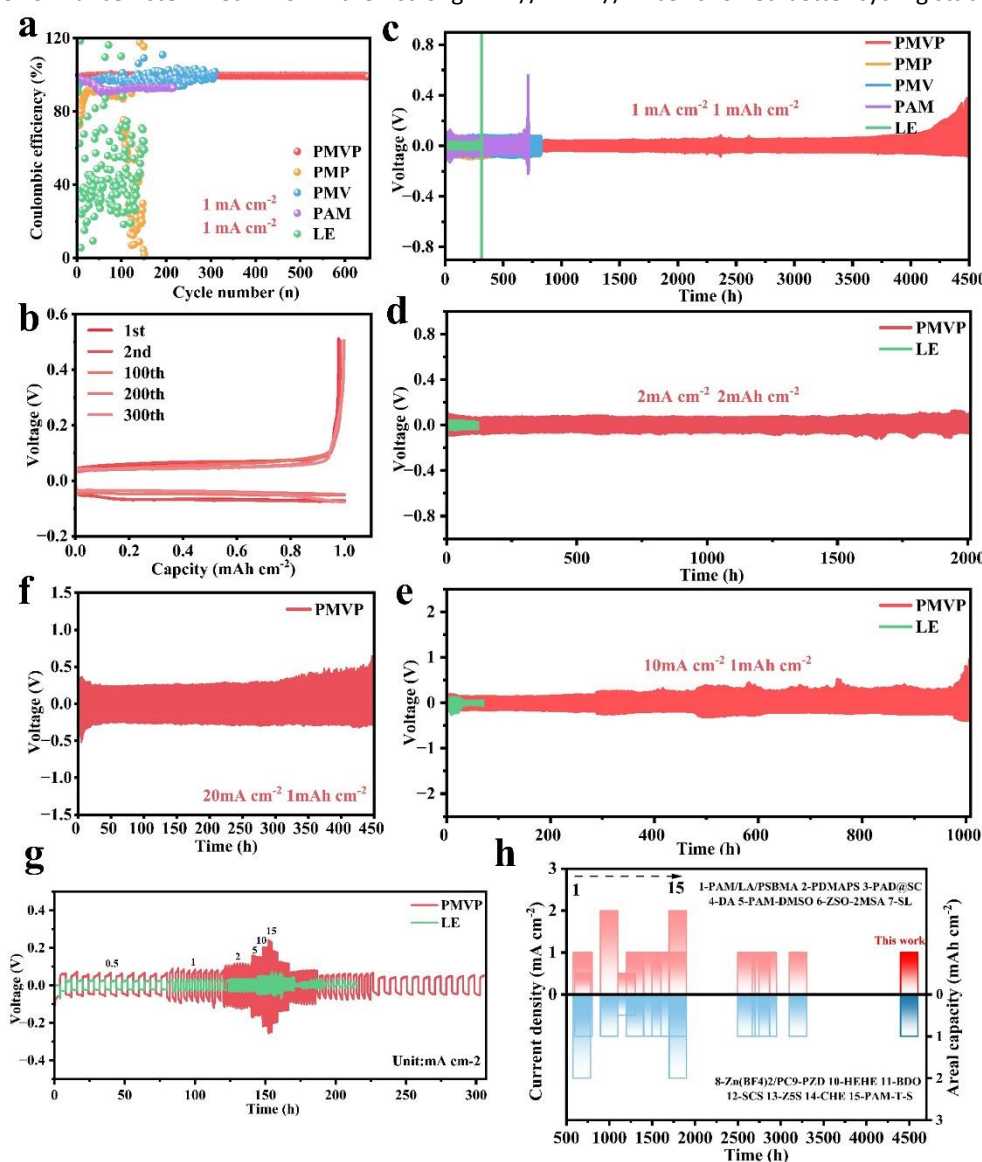 a
120
80
40
0
Coulombic efficiency (%)
PMVP
PMP
PMV
PAM
LE
1 mA cm-2
1 mA cm-2
0 100 200 300 400 500 600
Cycle number (n)
c
0.8
0.4
0.0
−0.4
−0.8
Voltage (V)
PMVP
PMP
PMV
PAM
LE
1 mA cm-2 1 mAh cm-2
0 500 1000 1500 2000 2500 3000 3500 4000 4500
Time (h)
b
0.6
0.4
0.2
0.0
−0.2
Voltage (V)
1st
2nd
100th
200th
300th
0.0 0.2 0.4 0.6 0.8 1.0
Capcity (mAh cm-2)
d
0.8
0.4
0.0
−0.4
−0.8
Voltage (V)
PMVP
LE
2mA cm-2 2mAh cm-2
0 500 1000 1500 2000
Time (h)
f
1.5
1.0
0.5
0.0
−0.5
−1.0
−1.5
Voltage (V)
PMVP
20mA cm-2 1mAh cm-2
0 50 100 150 200 250 300 350 400 450
Time (h)
e
2
1
0
−1
−2
Voltage (V)
PMVP
LE
10mA cm-2 1mAh cm-2
0 200 400 600 800 1000
Time (h)
g
0.4
0.2
0.0
−0.2
−0.4
Voltage (V)
PMVP
LE
0.5 1 2 5 10 15
Unit:mA cm-2
0 50 100 150 200 250 300
Time (h)
h
3
2
1
0
Current density (mA cm-2)
1 15
1-PAM/LA/PSBMA 2-PDMAPS 3-PAD@SC
4-DA 5-PAM-DMSO 6-ZSO-2MSA 7-SL
This work
0
1
2
3
Areal capacity (mAh cm-2)
8-Zn(BF4)2/PC9-PZD 10-HEHE 11-BDO
12-SCS 13-Z5S 14-CHE 15-PAM-T-S
500 1000 1500 2000 2500 3000 3500 4000 4500
Time (h)